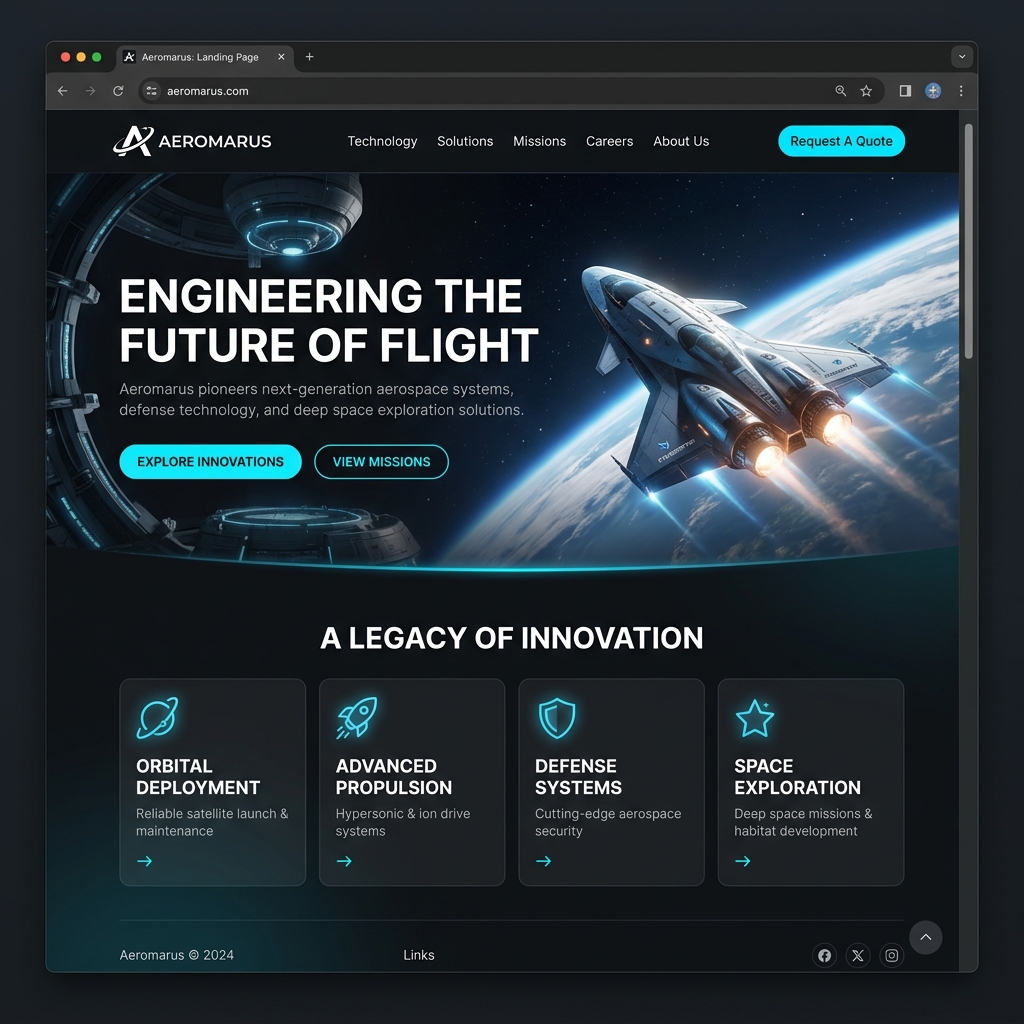 Aeromarus: Landing Page
aeromarus.com
AEROMARUS
Technology
Solutions
Missions
Careers
About Us
Request A Quote
ENGINEERING THE
FUTURE OF FLIGHT
Aeromarus pioneers next-generation aerospace systems,
defense technology, and deep space exploration solutions.
EXPLORE INNOVATIONS
VIEW MISSIONS
A LEGACY OF INNOVATION
ORBITAL
DEPLOYMENT
Reliable satellite launch &
maintenance
ADVANCED
PROPULSION
Hypersonic & ion drive
systems
DEFENSE
SYSTEMS
Cutting-edge aerospace
security
SPACE
EXPLORATION
Deep space missions &
habitat development
Aeromarus © 2024
Links